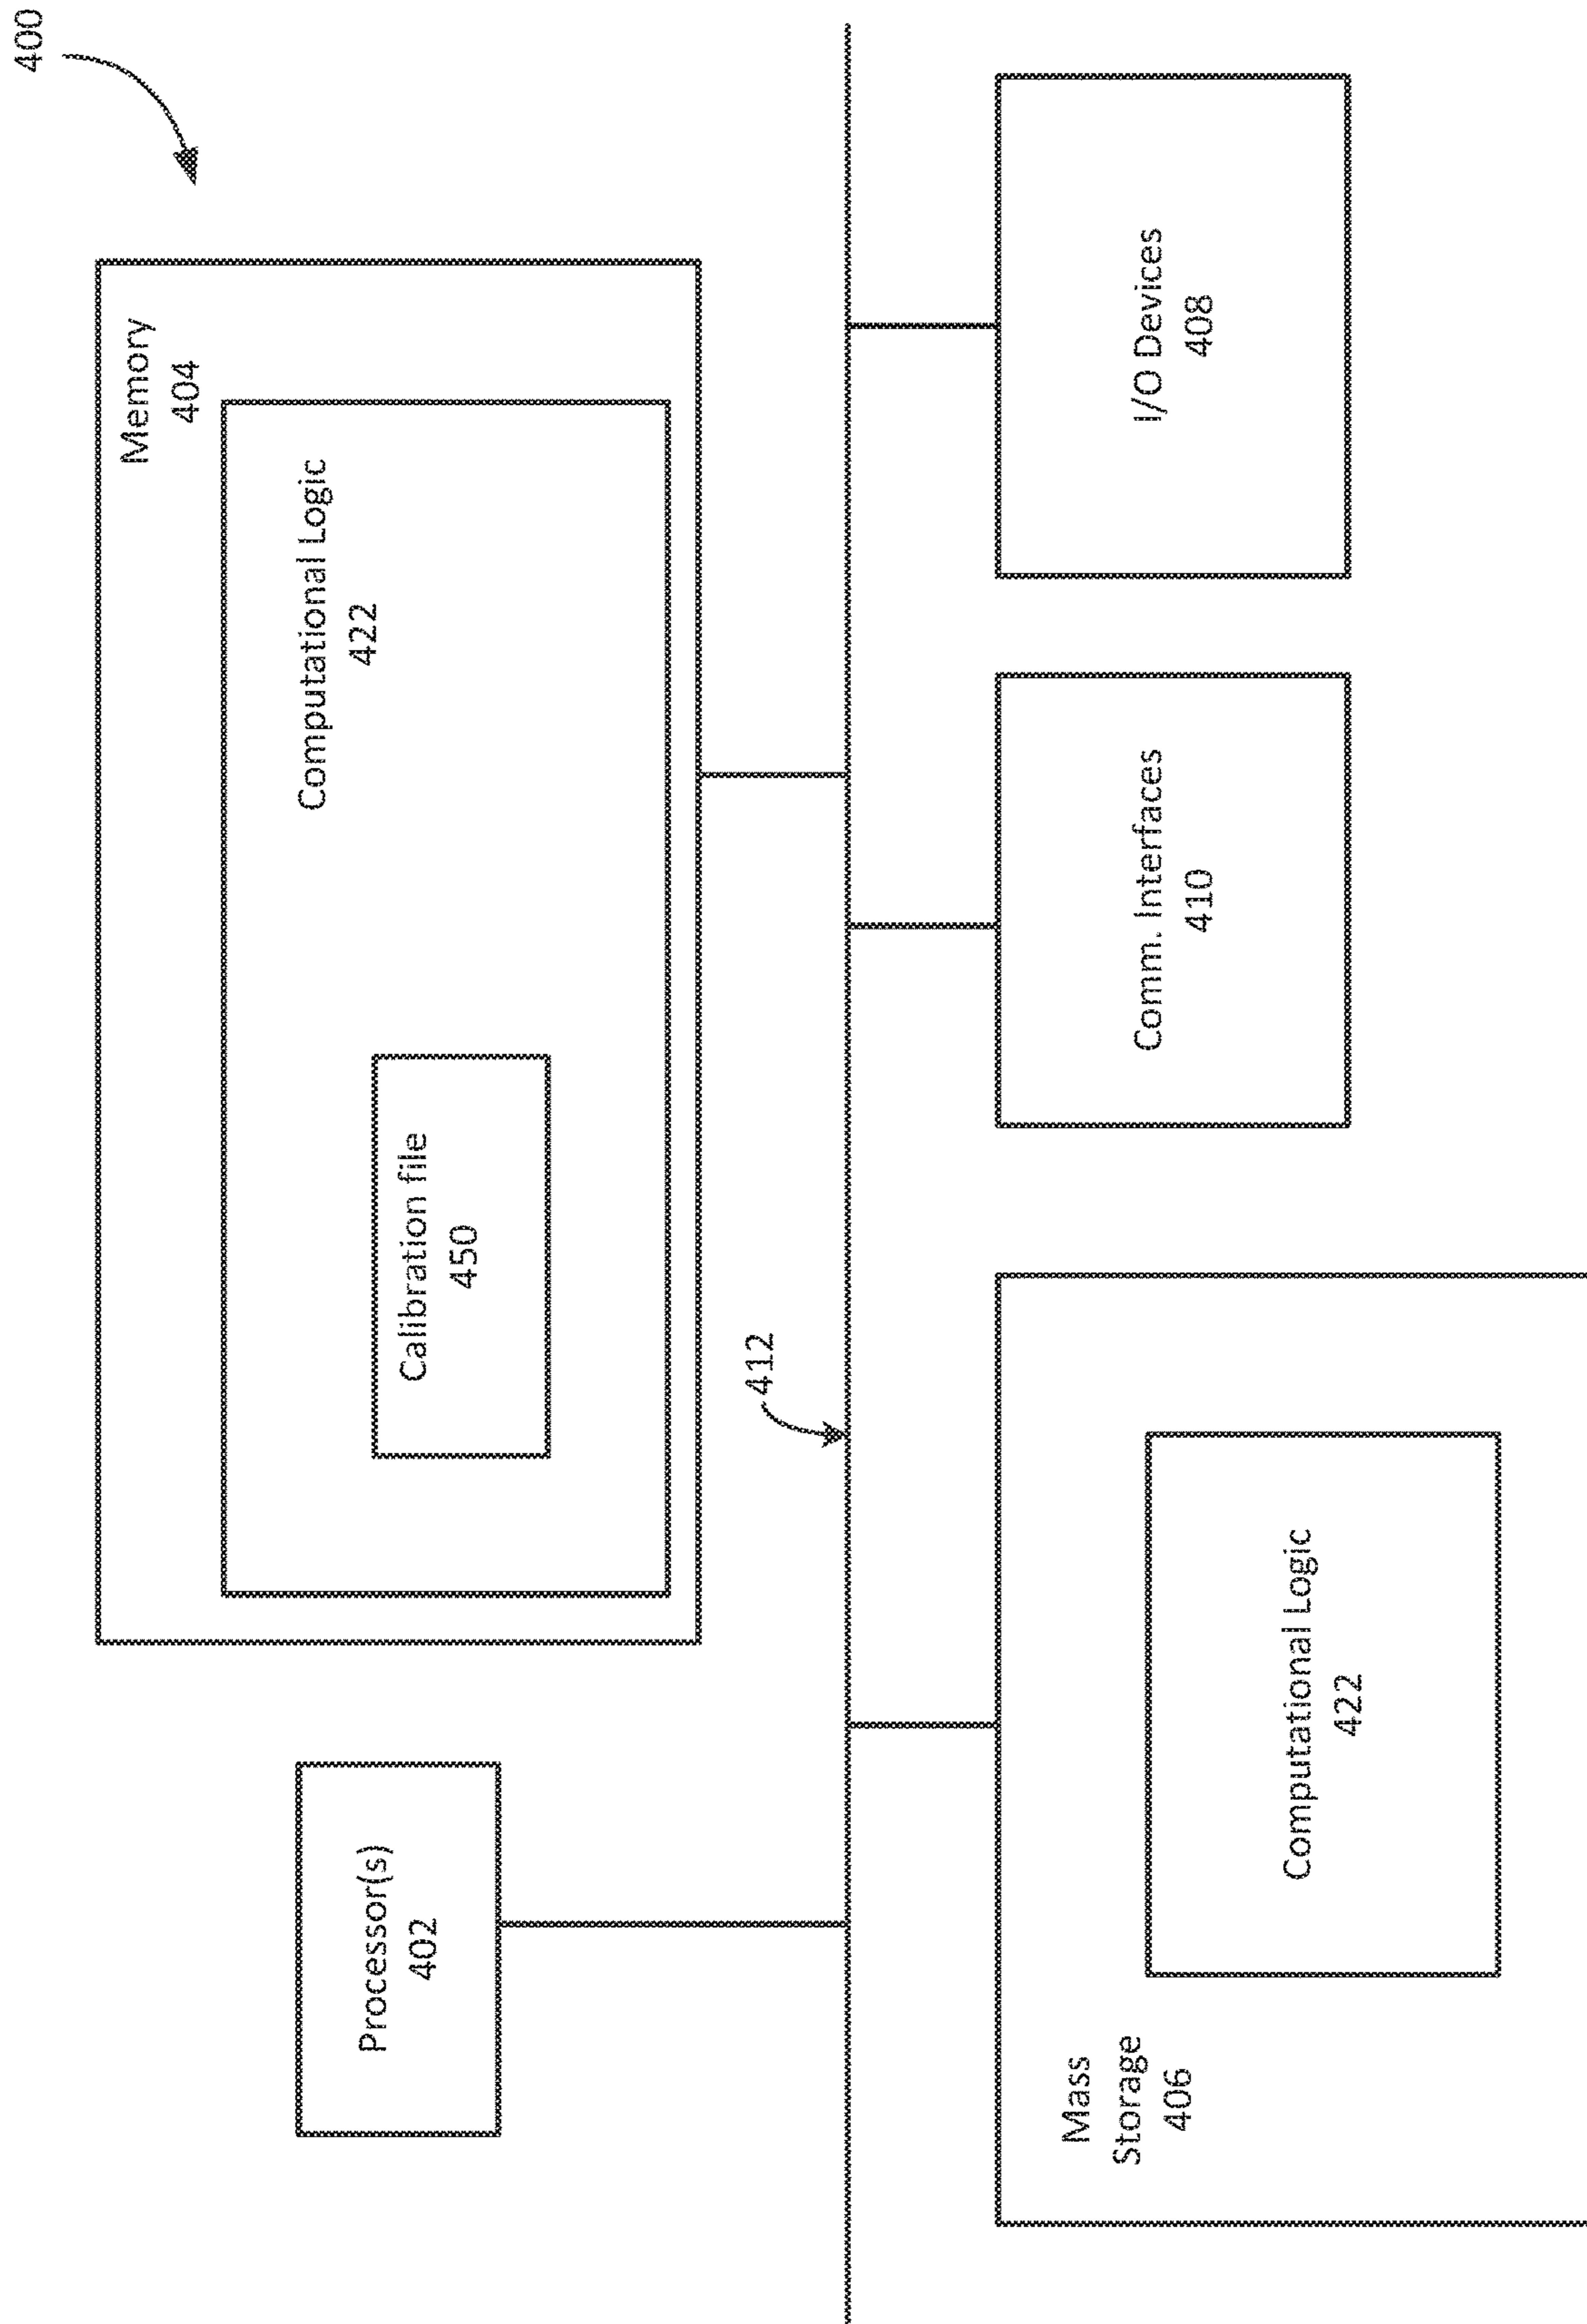 400
Memory
404
Computational Logic
422
Calibration file
450
Processor(s)
402
412
Mass
Storage
406
Computational Logic
422
Comm. Interfaces
410
I/O Devices
408